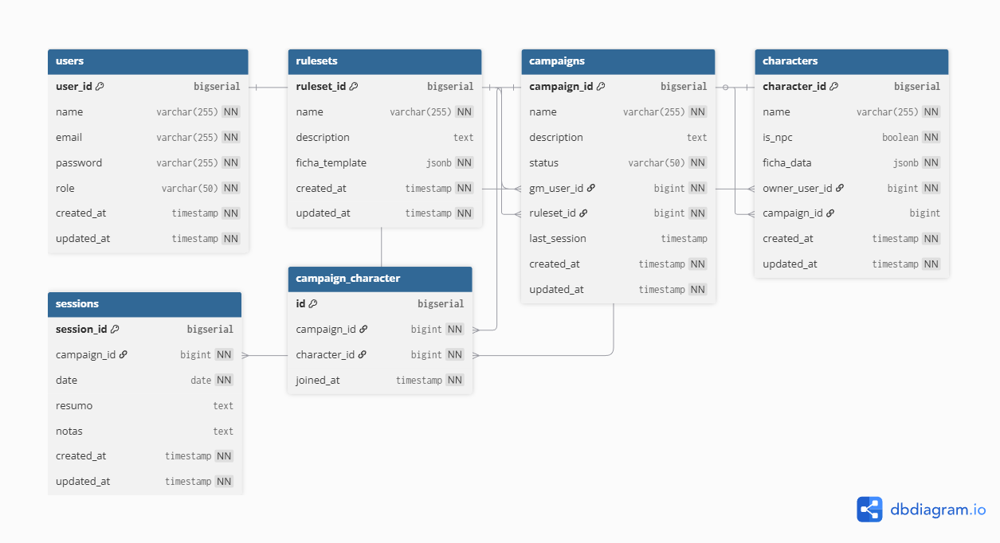 users
user_id bigserial
name varchar(255) NN
email varchar(255) NN
password varchar(255) NN
role varchar(50) NN
created_at timestamp NN
updated_at timestamp NN
rulesets
ruleset_id bigserial
name varchar(255) NN
description text
ficha_template jsonb NN
created_at timestamp NN
updated_at timestamp NN
campaigns
campaign_id bigserial
name varchar(255) NN
description text
status varchar(50) NN
gm_user_id bigint NN
ruleset_id bigint NN
last_session timestamp
created_at timestamp NN
updated_at timestamp NN
characters
character_id bigserial
name varchar(255) NN
is_npc boolean NN
ficha_data jsonb NN
owner_user_id bigint NN
campaign_id bigint
created_at timestamp NN
updated_at timestamp NN
sessions
session_id bigserial
campaign_id bigint NN
date date NN
resumo text
notas text
created_at timestamp NN
updated_at timestamp NN
campaign_character
id bigserial
campaign_id bigint NN
character_id bigint NN
joined_at timestamp NN
dbdiagram.io